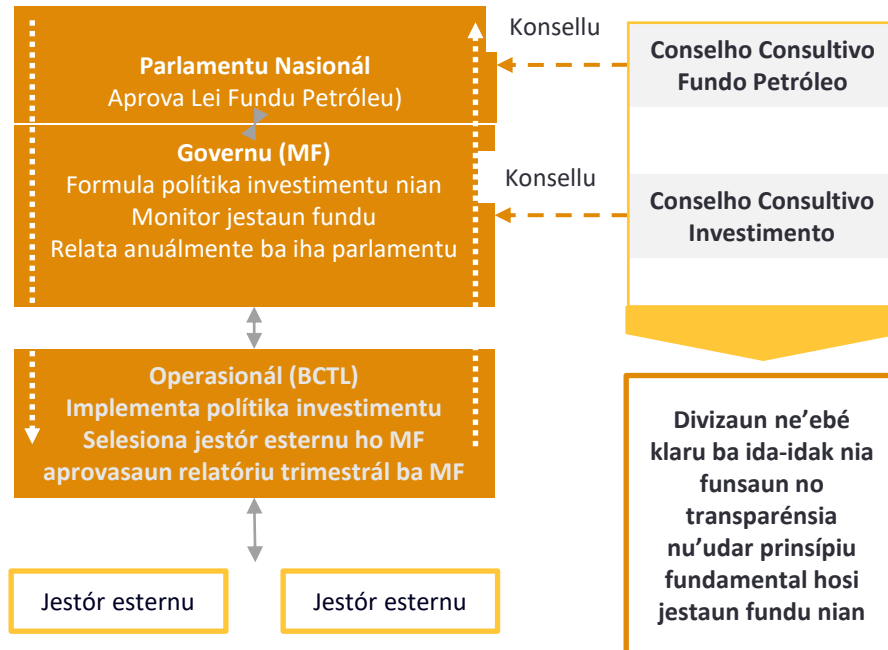 Parlamentu Nasionál
Aprova Lei Fundu Petróleu)
Governu (MF)
Formula polítika investimentu nian
Monitor jestaun fundu
Relata anuálmente ba iha parlamentu
Konsellu
Conselho Consultivo
Fundo Petróleo
Konsellu
Conselho Consultivo
Investimento
Operasionál (BCTL)
Implementa polítika investimentu
Selesiona jestór esternu ho MF
aprovasaun relatóriu trimestrál ba MF
Jestór esternu
Jestór esternu
Divizaun ne’ebé
klaru ba ida-idak nia
funsaun no
transparénsia
nu’udar prinsípiu
fundamental hosi
jestaun fundu nian